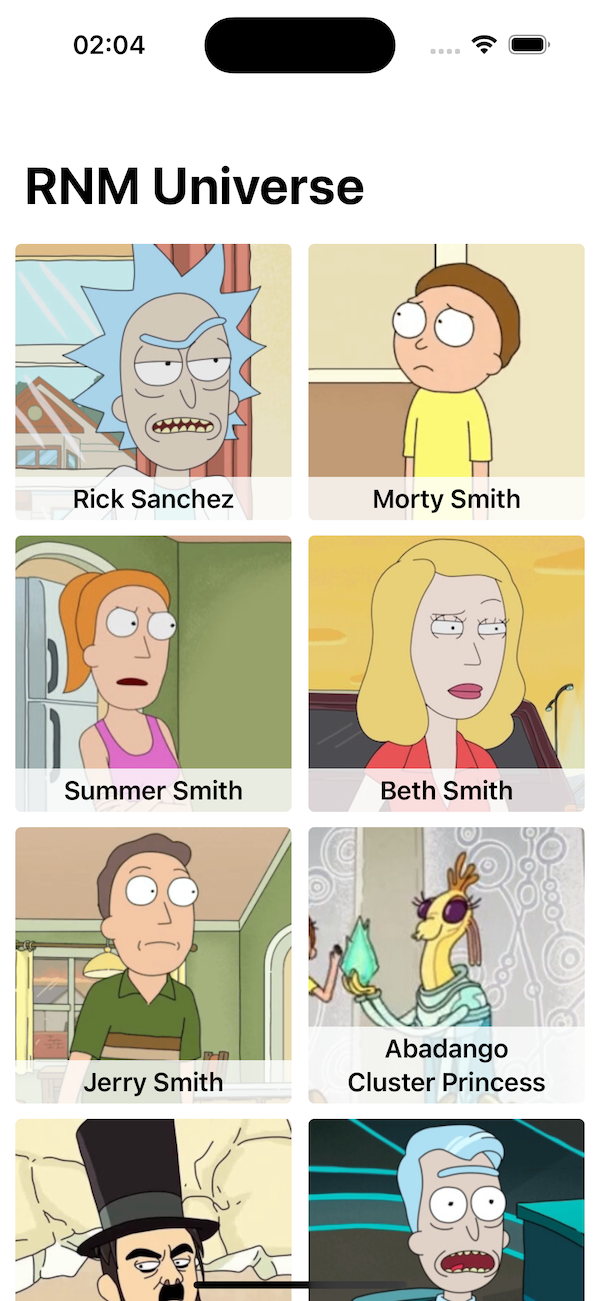 02:04
RNM Universe
Rick Sanchez
Morty Smith
Summer Smith
Beth Smith
Jerry Smith
Abadango
Cluster Princess